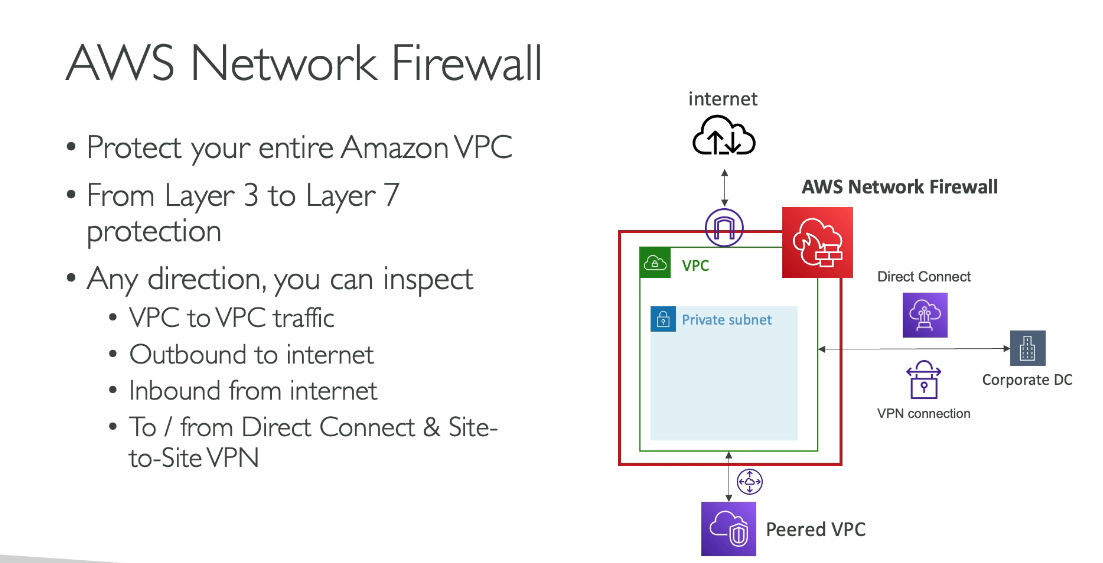 AWS Network Firewall
• Protect your entire Amazon VPC
• From Layer 3 to Layer 7
protection
• Any direction, you can inspect
• VPC to VPC traffic
• Outbound to internet
• Inbound from internet
• To / from Direct Connect & Site-
to-Site VPN
internet
AWS Network Firewall
VPC
Private subnet
Direct Connect
Corporate DC
VPN connection
Peered VPC